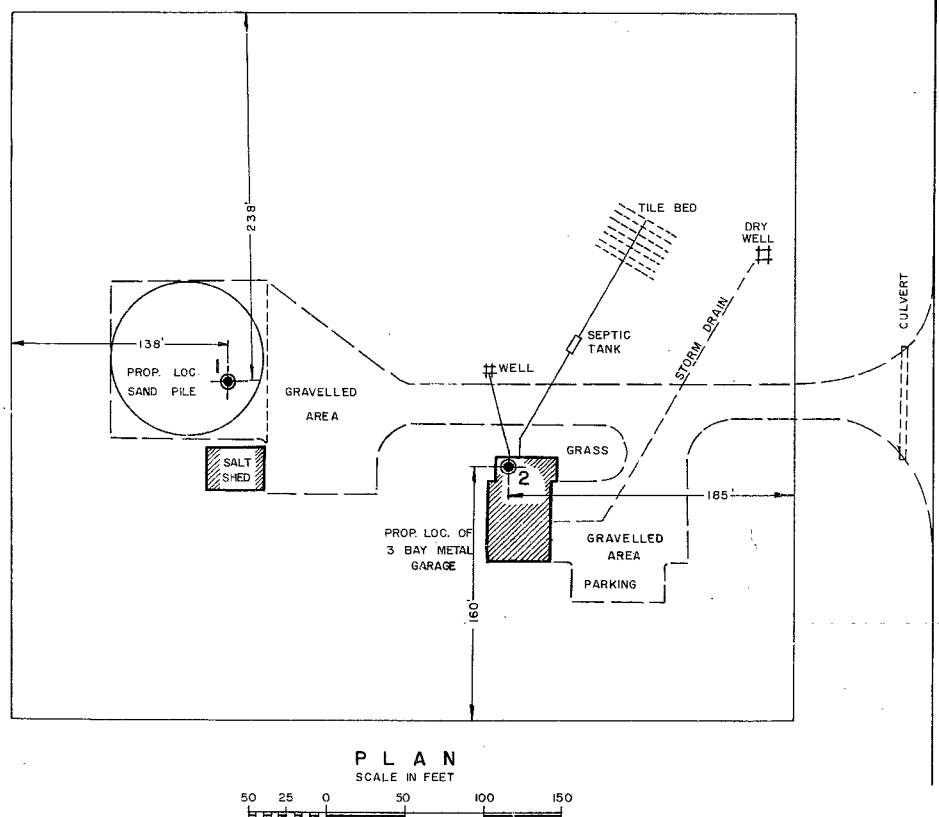 238'
TILE BED
DRY
WELL
STORM DRAIN
CULVERT
138'
1
PROP. LOC.
SAND PILE
GRAVELLED
AREA
SEPTIC
TANK
WELL
GRASS
SALT
SHED
2
185'
PROP. LOC. OF
3 BAY METAL
GARAGE
GRAVELLED
AREA
PARKING
160'
PLAN
SCALE IN FEET
50 25 0 50 100 150